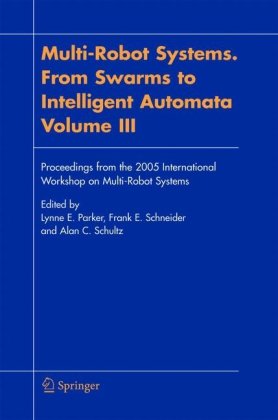 Multi-Robot Systems.
From Swarms to
Intelligent Automata
Volume III
Proceedings from the 2005 International
Workshop on Multi-Robot Systems
Edited by
Lynne E. Parker, Frank E. Schneider
and Alan C. Schultz
Springer